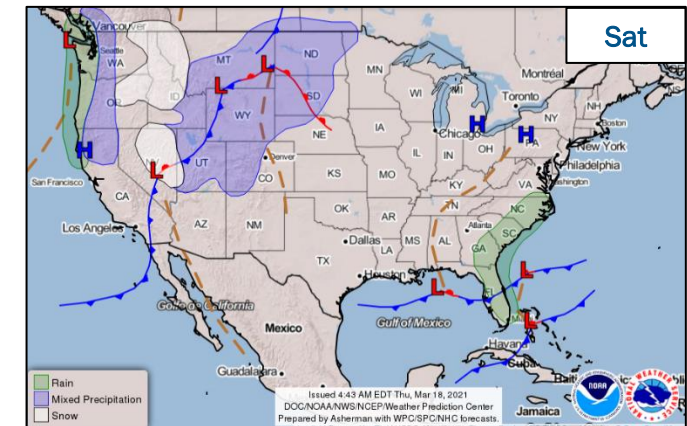 Sat
Vancouver
Seattle
WA
MT
ND
Montréal
OR
ID
SD
MN
WI
MI
Toronto
NH
Boston
WY
NE
IA
Chicago
NY
New York
PA
Philadelphia
Washington
San Francisco
CA
UT
Denver
CO
KS
MO
IL
IN
OH
KY
VA
Los Angeles
AZ
NM
OK
AR
TN
NC
SC
Atlanta
Dallas
LA
MS
AL
GA
TX
Houston
FL
Golfo de California
Gulf of Mexico
Mexico
Havana
Cuba
Guadalajara
Jamaica
L
L
L
L
L
L
L
H
H
H
Rain
Mixed Precipitation
Snow
Issued 4:43 AM EDT Thu, Mar 18, 2021
DOC/NOAA/NWS/NCEP/Weather Prediction Center
Prepared by Asherman with WPC/SPC/NHC forecasts.
NOAA